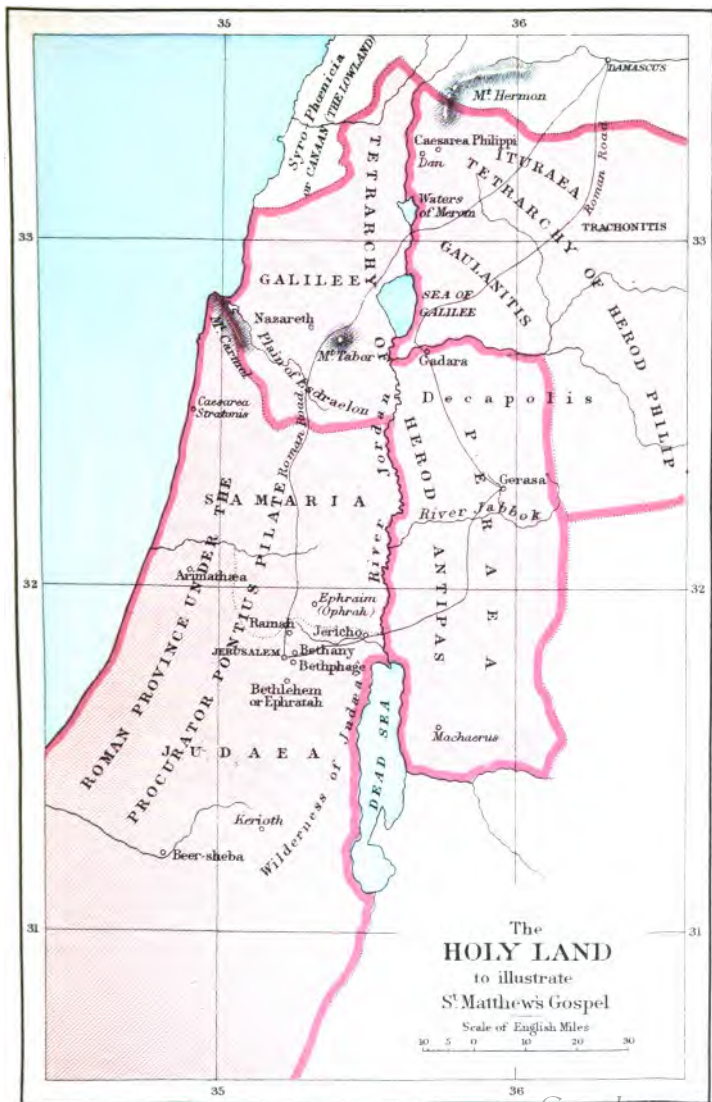 35
36
Syro-Phœnicia
or CANAAN (THE LOWLAND)
DAMASCUS
Mt. Hermon
Caesarea Philippi
Dan
ITURAEA
TETRARCHY OF HEROD PHILIP
Roman Road
Waters
of Merom
TRACHONITIS
33
33
TETRARCHY OF HEROD ANTIPAS
GALILEE
GAULANITIS
SEA OF
GALILEE
Nazareth
Mt. Carmel
Mt. Tabor
Plain of Esdraelon
Gadara
Decapolis
Caesarea
Stratonis
Roman Road
River Jordan
PERAEA
Gerasa
SAMARIA
River Jabbok
32
32
Arimathæa
Ephraim
(Ophrah)
Ramah
Jericho
JERUSALEM
Bethany
Bethphage
Bethlehem
or Ephratah
ROMAN PROVINCE UNDER THE
PROCURATOR PONTIUS PILATE
JUDAEA
Wilderness of Judæa
DEAD SEA
Machaerus
Kerioth
Beer-sheba
31
31
The
HOLY LAND
to illustrate
St. Matthew's Gospel
Scale of English Miles
10 5 0 10 20 30
35
36